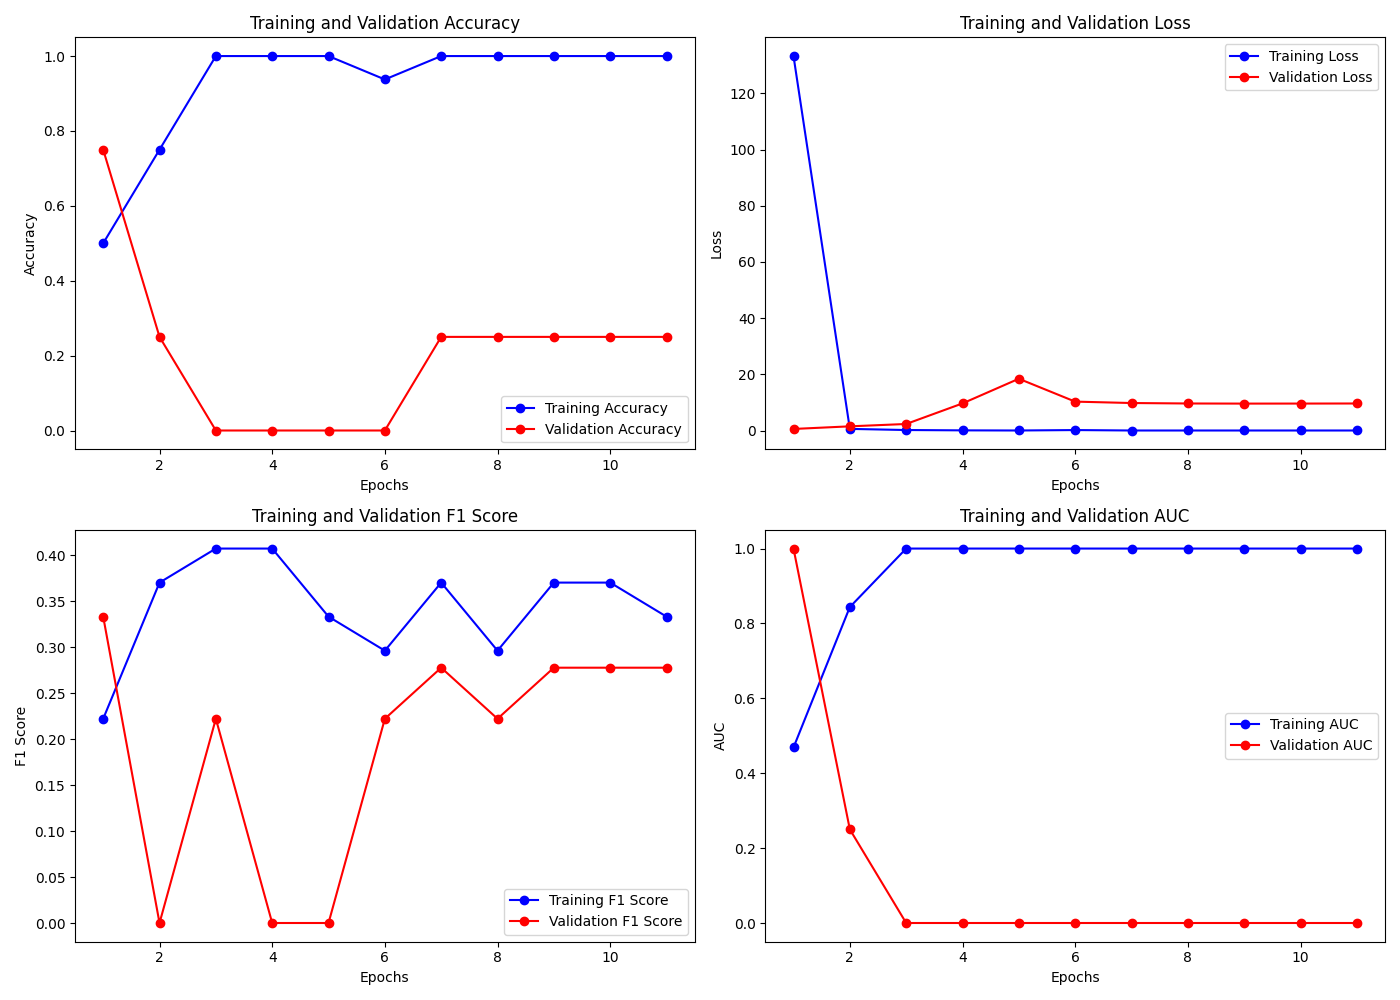 Training and Validation Accuracy
Accuracy
1.0
0.8
0.6
0.4
0.2
0.0
2 4 6 8 10
Epochs
Training Accuracy
Validation Accuracy
Training and Validation Loss
Loss
120
100
80
60
40
20
0
2 4 6 8 10
Epochs
Training Loss
Validation Loss
Training and Validation F1 Score
F1 Score
0.40
0.35
0.30
0.25
0.20
0.15
0.10
0.05
0.00
2 4 6 8 10
Epochs
Training F1 Score
Validation F1 Score
Training and Validation AUC
AUC
1.0
0.8
0.6
0.4
0.2
0.0
2 4 6 8 10
Epochs
Training AUC
Validation AUC